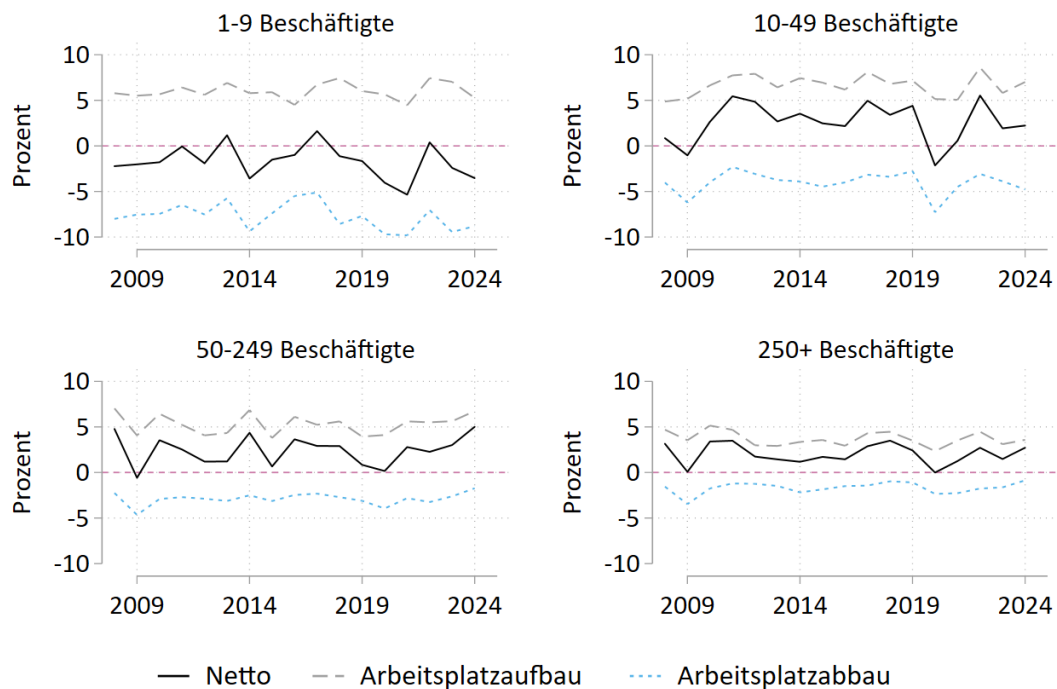 1-9 Beschäftigte
10-49 Beschäftigte
Prozent
10
5
0
-5
-10
2009 2014 2019 2024
Prozent
10
5
0
-5
-10
2009 2014 2019 2024
50-249 Beschäftigte
250+ Beschäftigte
Prozent
10
5
0
-5
-10
2009 2014 2019 2024
Prozent
10
5
0
-5
-10
2009 2014 2019 2024
Netto Arbeitsplatzaufbau Arbeitsplatzabbau